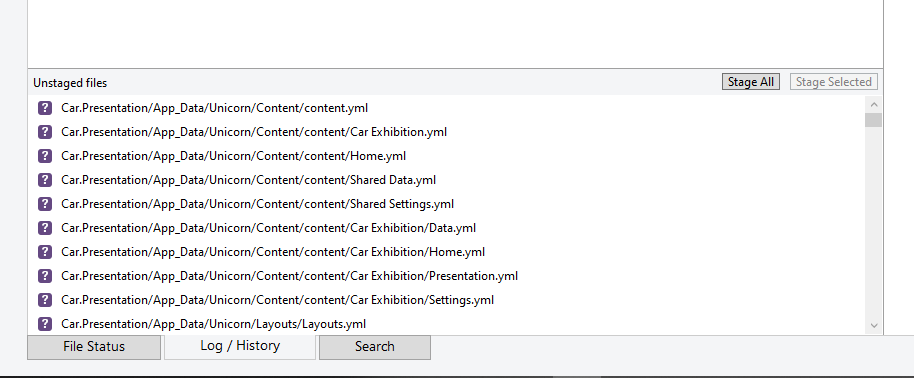 Unstaged files
Stage All
Stage Selected
? Car.Presentation/App_Data/Unicorn/Content/content.yml
? Car.Presentation/App_Data/Unicorn/Content/content/Car Exhibition.yml
? Car.Presentation/App_Data/Unicorn/Content/content/Home.yml
? Car.Presentation/App_Data/Unicorn/Content/content/Shared Data.yml
? Car.Presentation/App_Data/Unicorn/Content/content/Shared Settings.yml
? Car.Presentation/App_Data/Unicorn/Content/content/Car Exhibition/Data.yml
? Car.Presentation/App_Data/Unicorn/Content/content/Car Exhibition/Home.yml
? Car.Presentation/App_Data/Unicorn/Content/content/Car Exhibition/Presentation.yml
? Car.Presentation/App_Data/Unicorn/Content/content/Car Exhibition/Settings.yml
? Car.Presentation/App_Data/Unicorn/Layouts/Layouts.yml
File Status
Log / History
Search